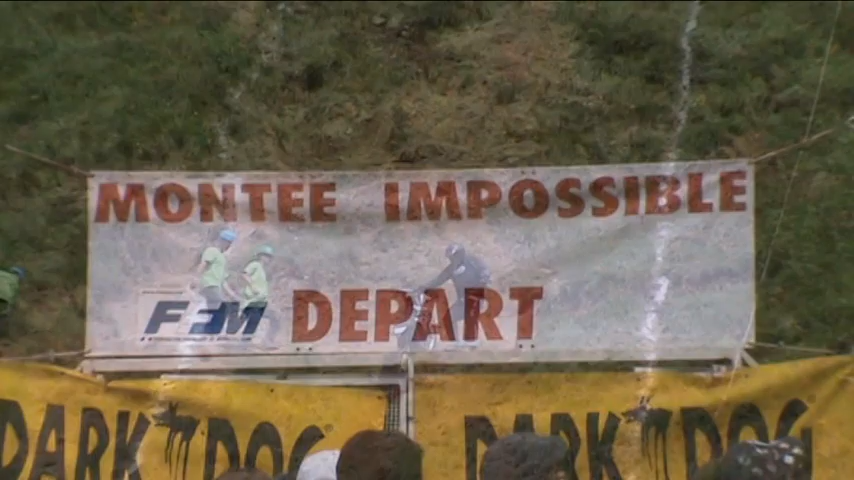 MONTEE IMPOSSIBLE
FFM DEPART
DARK DOG DARK DOG